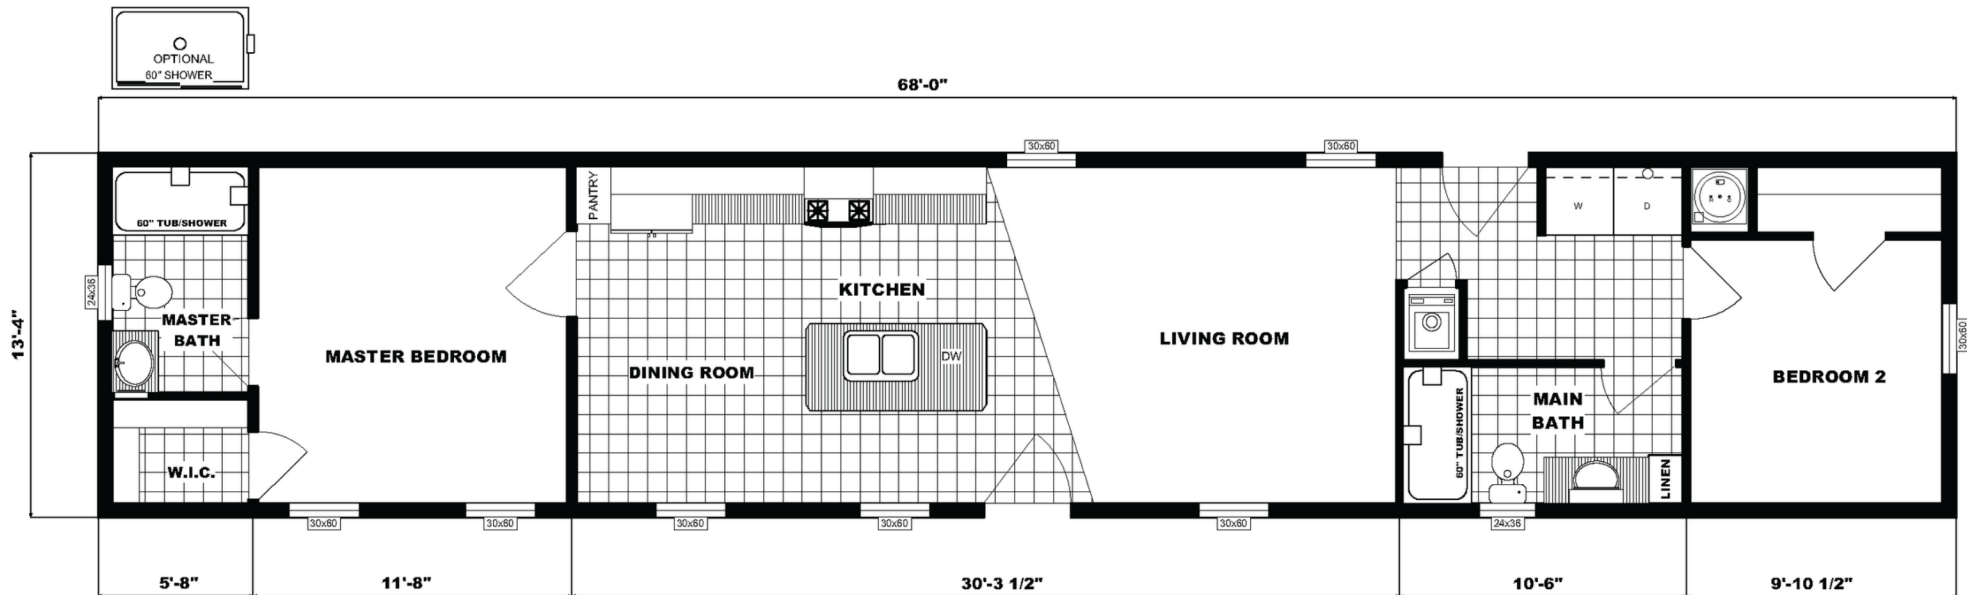 OPTIONAL
60" SHOWER
68'-0"
30x60
30x60
60" TUB/SHOWER
PANTRY
W
D
24x36
MASTER
BATH
KITCHEN
13'-4"
MASTER BEDROOM
DINING ROOM
DW
LIVING ROOM
30x60
BEDROOM 2
60" TUB/SHOWER
MAIN
BATH
W.I.C.
LINEN
30x60
30x60
30x60
30x60
30x60
24x36
5'-8"
11'-8"
30'-3 1/2"
10'-6"
9'-10 1/2"